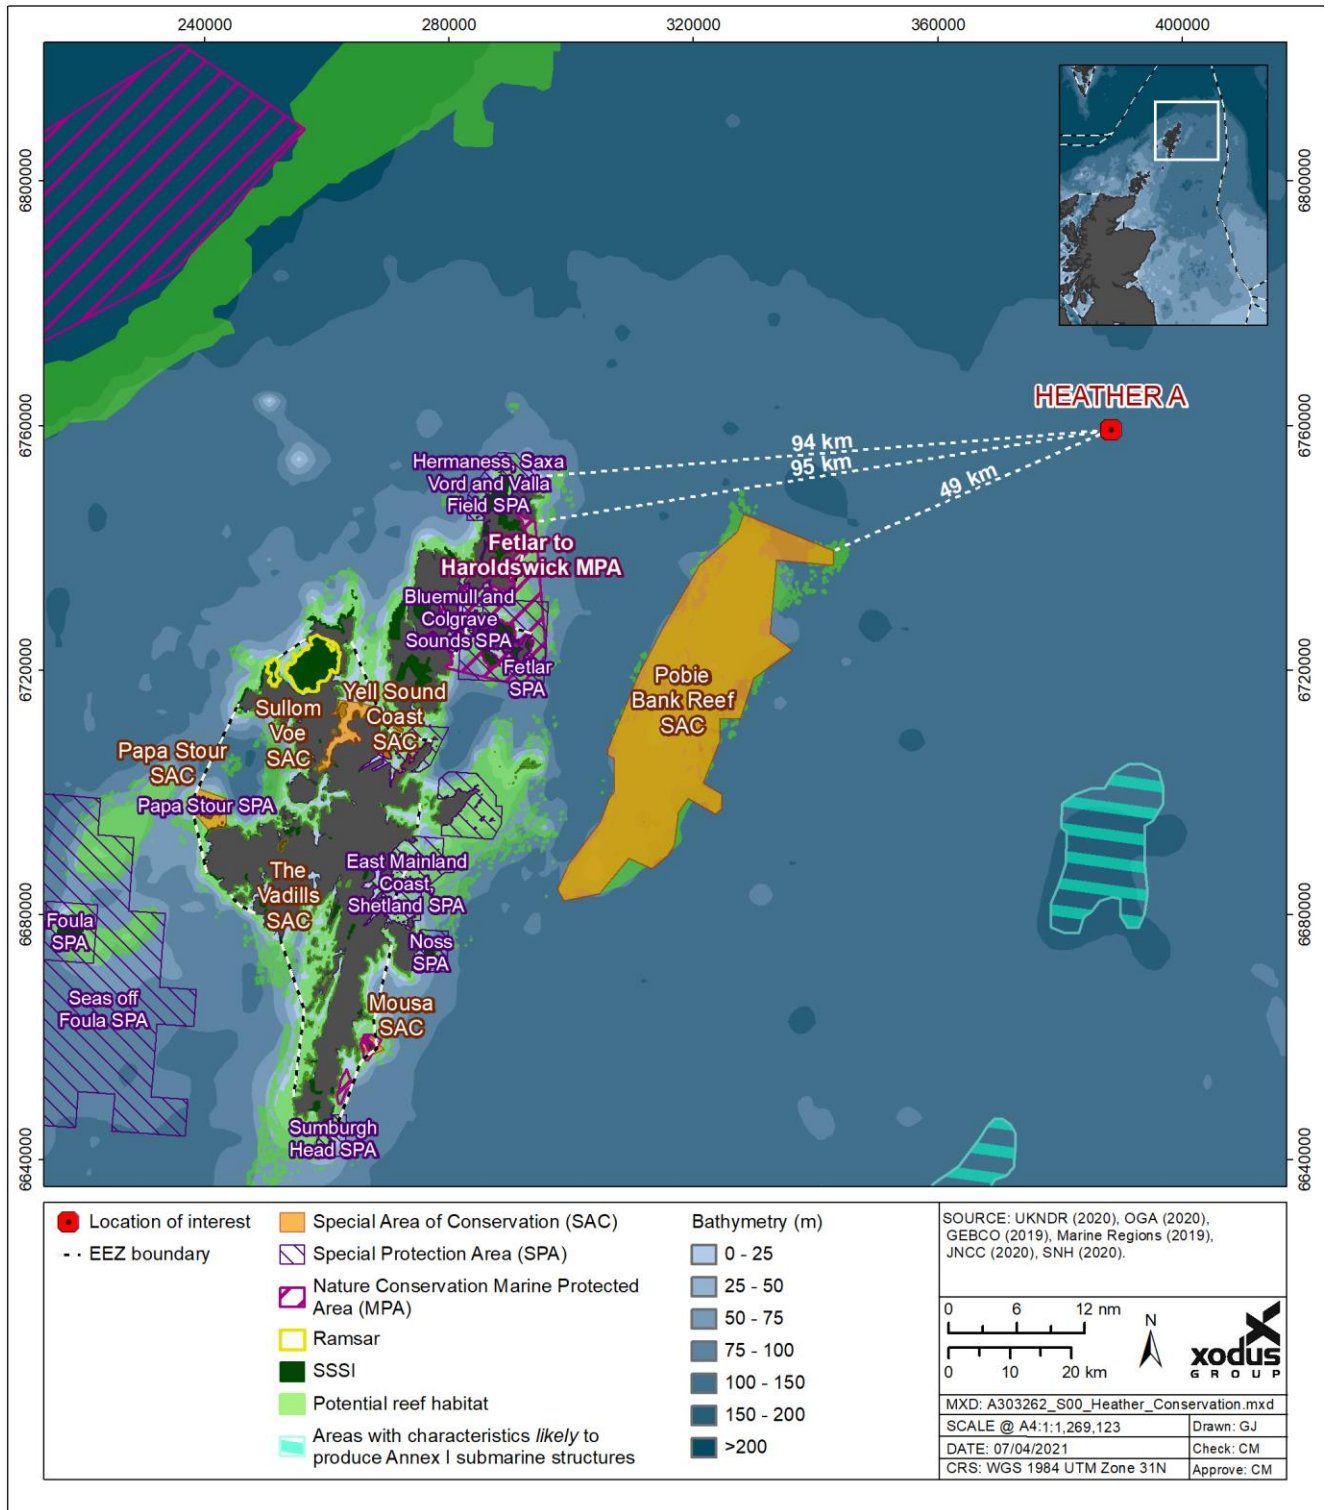 240000
280000
320000
360000
400000
6800000
6800000
6760000
6760000
6720000
6720000
6680000
6680000
6640000
6640000
HEATHER A
94 km
95 km
49 km
Hermaness, Saxa
Vord and Valla
Field SPA
Fetlar to
Haroldswick MPA
Bluemull and
Colgrave
Sounds SPA
Fetlar
SPA
Pobie
Bank Reef
SAC
Yell Sound
Coast
SAC
Sullom
Voe
SAC
Papa Stour
SAC
Papa Stour SPA
The
Vadills
SAC
East Mainland
Coast,
Shetland SPA
Foula
SPA
Noss
SPA
Seas off
Foula SPA
Mousa
SAC
Sumburgh
Head SPA
Location of interest
EEZ boundary
Special Area of Conservation (SAC)
Special Protection Area (SPA)
Nature Conservation Marine Protected
Area (MPA)
Ramsar
SSSI
Potential reef habitat
Areas with characteristics likely to
produce Annex I submarine structures
Bathymetry (m)
0 - 25
25 - 50
50 - 75
75 - 100
100 - 150
150 - 200
>200
SOURCE: UKNDR (2020), OGA (2020),
GEBCO (2019), Marine Regions (2019),
JNCC (2020), SNH (2020).
0 6 12 nm
0 10 20 km
N
xodus
GROUP
MXD: A303262_S00_Heather_Conservation.mxd
SCALE @ A4:1:1,269,123
Drawn: GJ
DATE: 07/04/2021
Check: CM
CRS: WGS 1984 UTM Zone 31N
Approve: CM